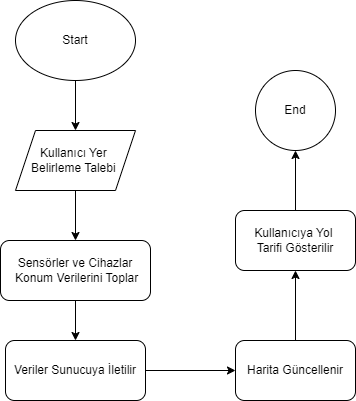 Start
Kullanıcı Yer
Belirleme Talebi
Sensörler ve Cihazlar
Konum Verilerini Toplar
Veriler Sunucuya İletilir
Harita Güncellenir
Kullanıcıya Yol
Tarifi Gösterilir
End